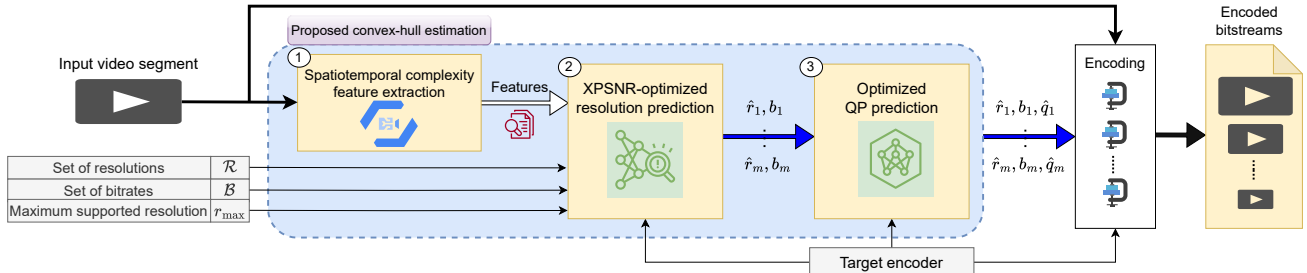 Proposed convex-hull estimation
Input video segment
1
Spatiotemporal complexity
feature extraction
Features
2
XPSNR-optimized
resolution prediction
r̂₁, b₁
⋮
r̂ₘ, bₘ
3
Optimized
QP prediction
r̂₁, b₁, q̂₁
⋮
r̂ₘ, bₘ, q̂ₘ
Encoding
Encoded
bitstreams
Set of resolutions ℛ
Set of bitrates ℬ
Maximum supported resolution r_max
Target encoder